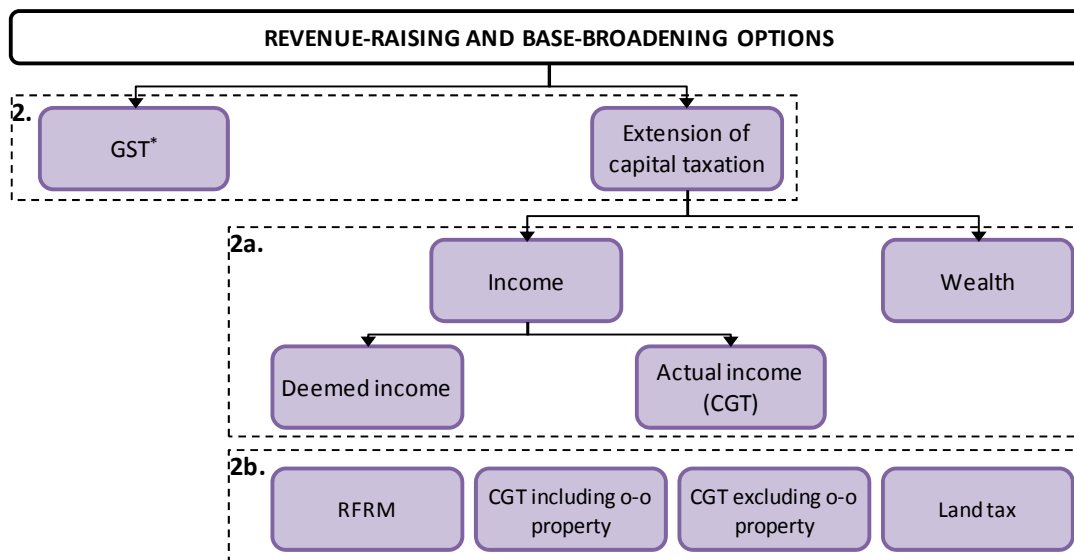 REVENUE-RAISING AND BASE-BROADENING OPTIONS
2.
GST*
Extension of
capital taxation
2a.
Income
Wealth
Deemed income
Actual income
(CGT)
2b.
RFRM
CGT including o-o
property
CGT excluding o-o
property
Land tax